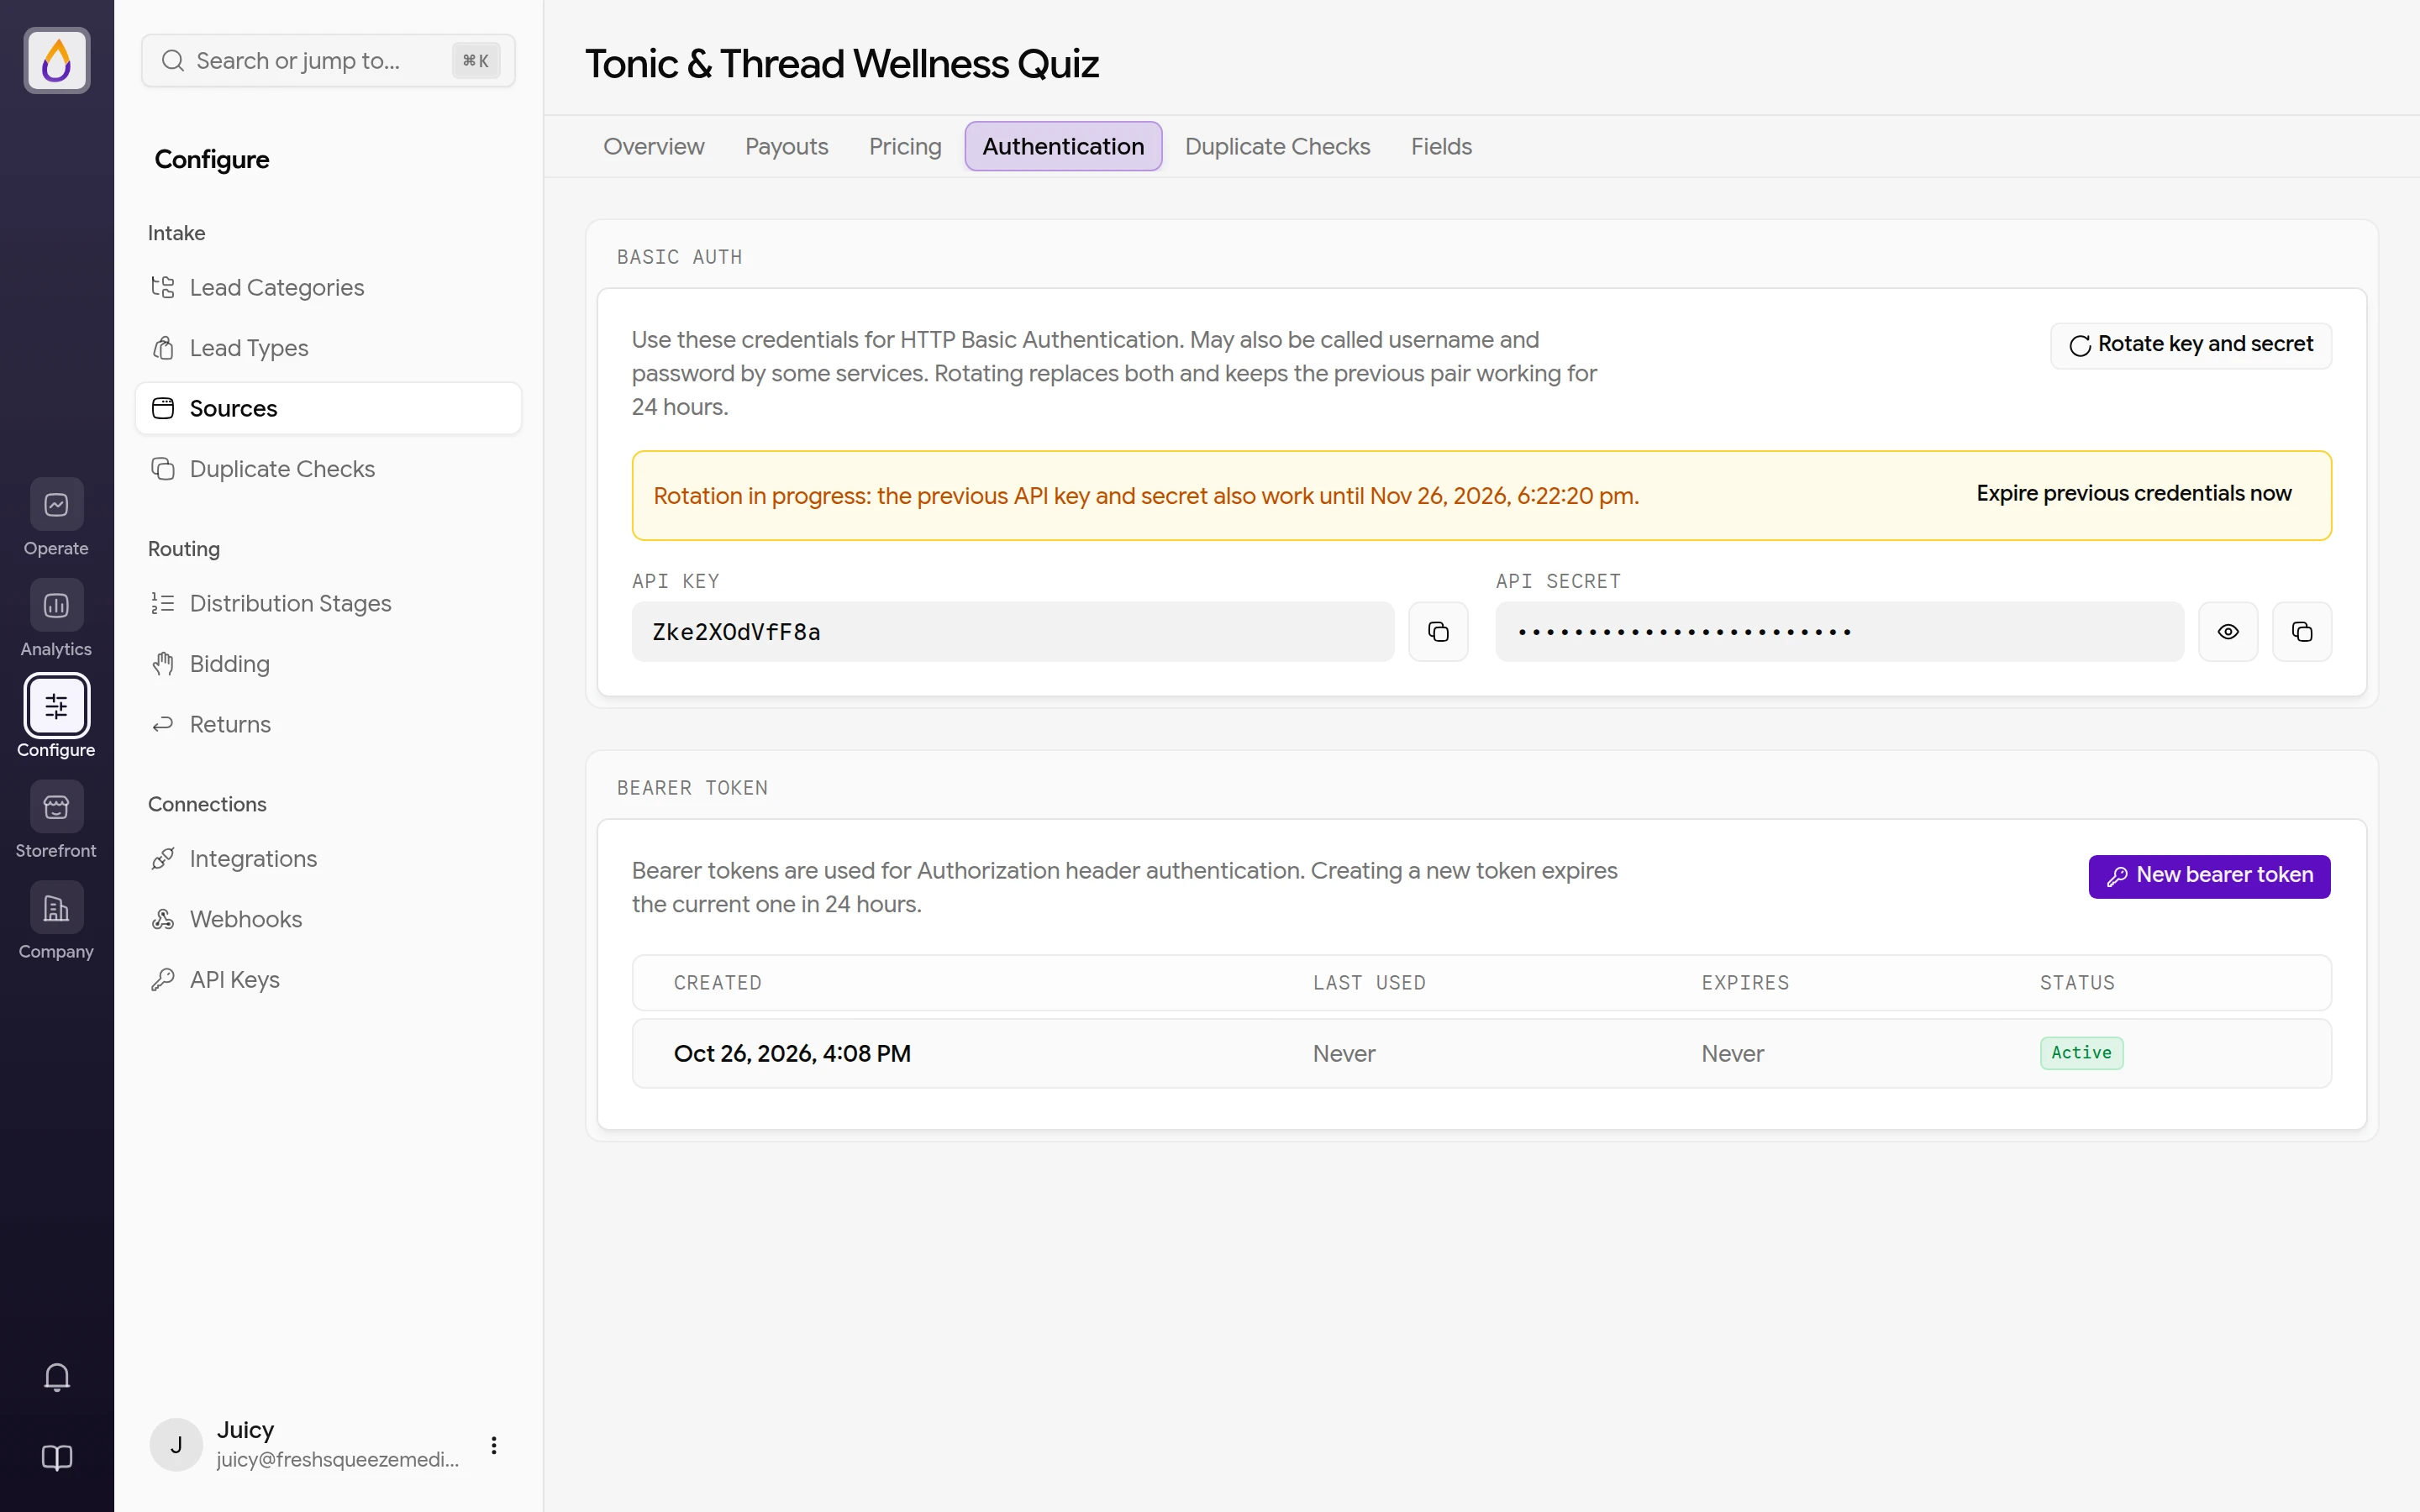 Search or jump to...
⌘ K
Configure
Intake
Lead Categories
Lead Types
Sources
Duplicate Checks
Routing
Distribution Stages
Bidding
Returns
Connections
Integrations
Webhooks
API Keys
Operate
Analytics
Configure
Storefront
Company
J
Juicy
juicy@freshsqueezemedi...
Tonic & Thread Wellness Quiz
Overview
Payouts
Pricing
Authentication
Duplicate Checks
Fields
BASIC AUTH
Use these credentials for HTTP Basic Authentication. May also be called username and
password by some services. Rotating replaces both and keeps the previous pair working for
24 hours.
Rotate key and secret
Rotation in progress: the previous API key and secret also work until Nov 26, 2026, 6:22:20 pm.
Expire previous credentials now
API KEY
Zke2XOdVfF8a
API SECRET
••••••••••••••••••••••••
BEARER TOKEN
Bearer tokens are used for Authorization header authentication. Creating a new token expires
the current one in 24 hours.
New bearer token
CREATED
LAST USED
EXPIRES
STATUS
Oct 26, 2026, 4:08 PM
Never
Never
Active